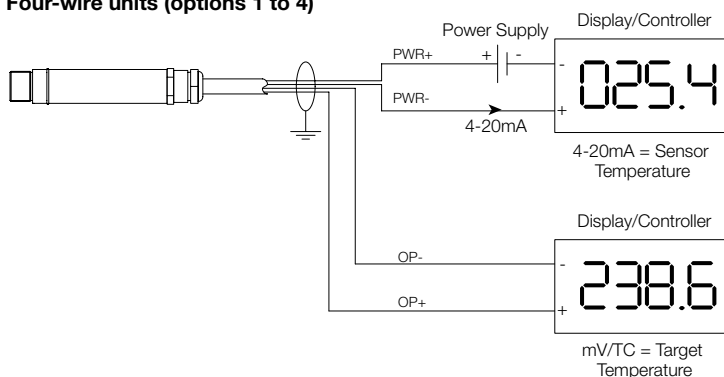 Four-wire units (options 1 to 4)
Power Supply
Display/Controller
PWR+
+
-
-
025.4
PWR-
+
4-20mA
4-20mA = Sensor
Temperature
Display/Controller
OP-
-
238.6
OP+
+
mV/TC = Target
Temperature